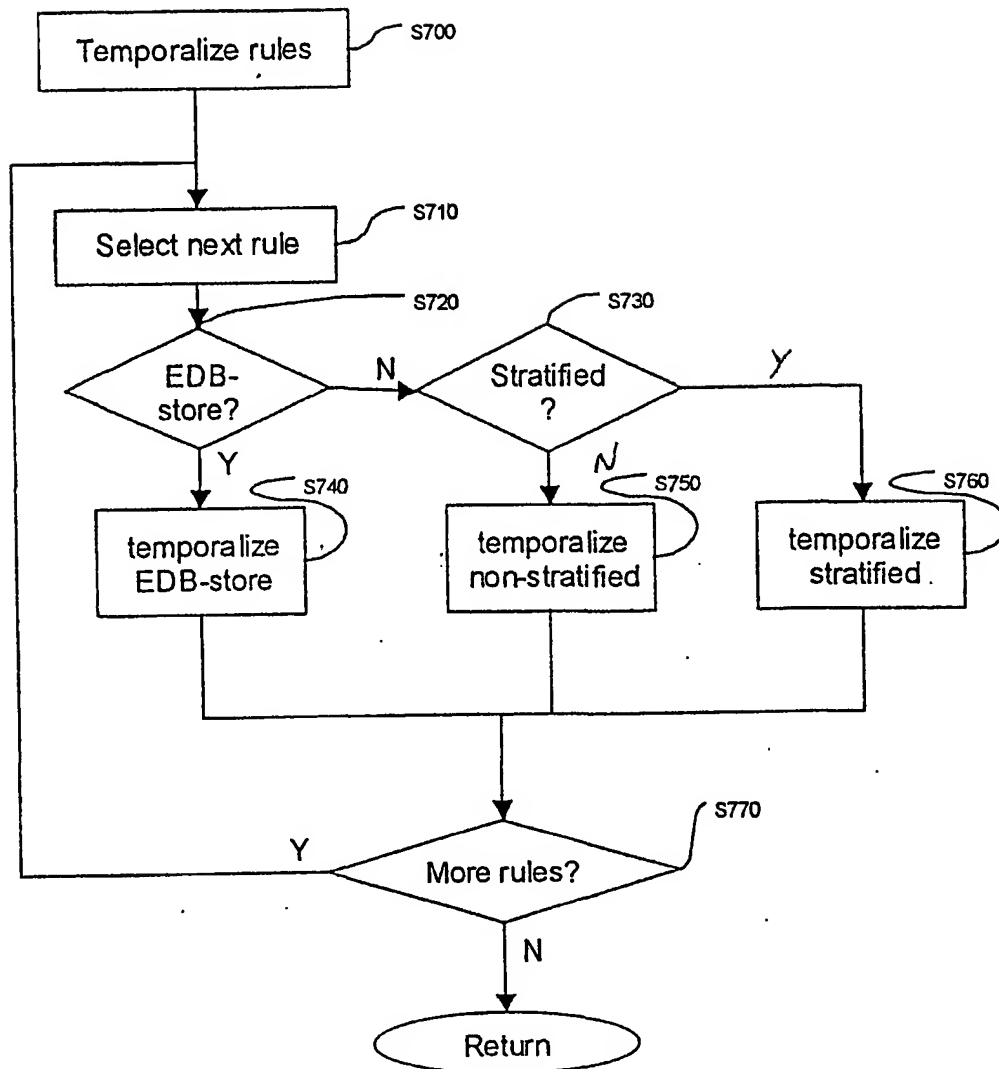 Temporalize rules
S700
Select next rule
S710
S720
EDB-
store?
N
Y
S730
Stratified
?
Y
N
S740
temporalize
EDB-store
S750
temporalize
non-stratified
S760
temporalize
stratified
S770
More rules?
Y
N
Return